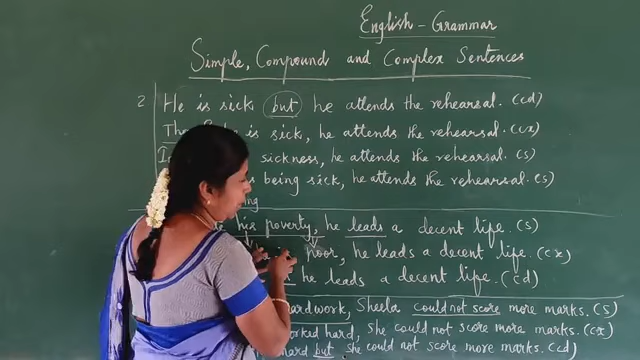 English - Grammar
Simple, Compound and Complex Sentences
2 He is sick but he attends the rehearsal. (cd)
is sick, he attends the rehearsal. (cx)
sickness, he attends the rehearsal. (s)
being sick, he attends the rehearsal. (s)
his poverty, he leads a decent life. (s)
poor, he leads a decent life. (cx)
he leads a decent life. (cd)
hardwork, Sheela could not score more marks. (s)
worked hard, She could not score more marks. (cx)
hard but she could not score more marks. (cd)